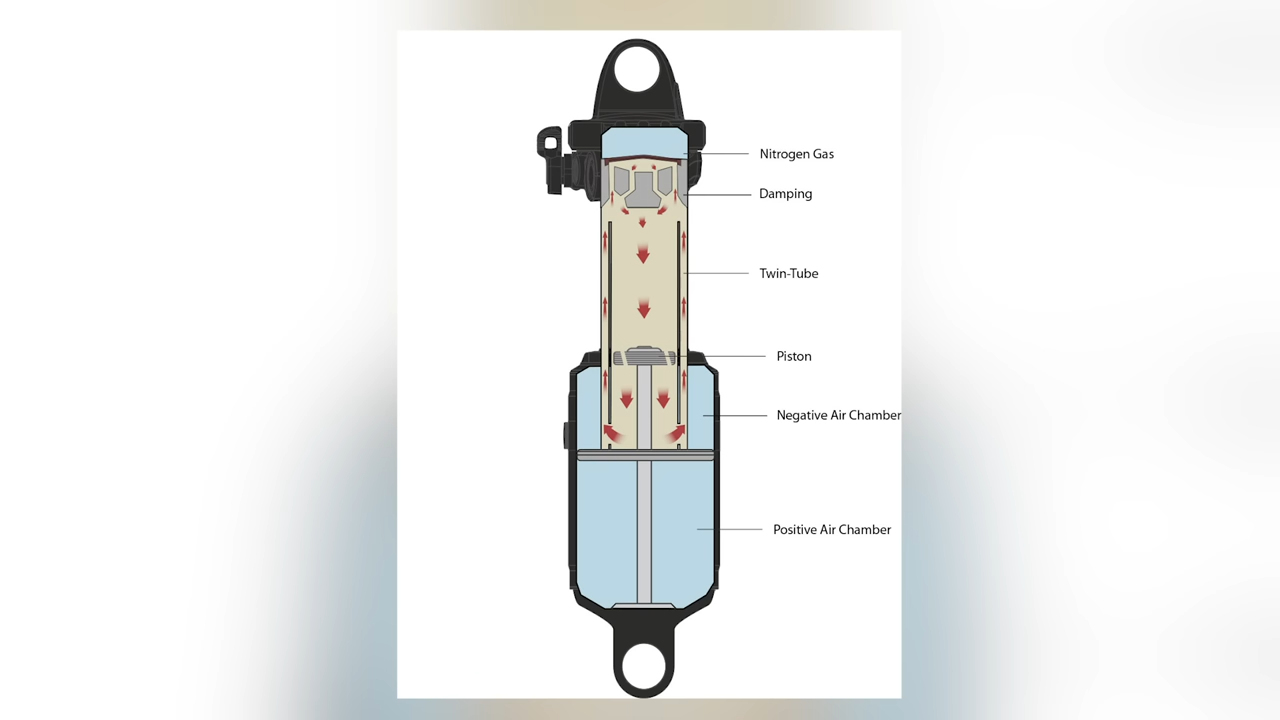 Nitrogen Gas
Damping
Twin-Tube
Piston
Negative Air Chamber
Positive Air Chamber